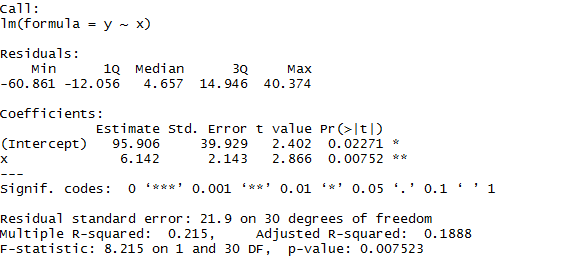 Call:
lm(formula = y ~ x)
Residuals:
    Min      1Q  Median      3Q     Max
-60.861 -12.056   4.657  14.946  40.374
Coefficients:
            Estimate Std. Error t value Pr(>|t|)
(Intercept)   95.906     39.929   2.402  0.02271 *
x              6.142      2.143   2.866  0.00752 **
---
Signif. codes:  0 ‘***’ 0.001 ‘**’ 0.01 ‘*’ 0.05 ‘.’ 0.1 ‘ ’ 1
Residual standard error: 21.9 on 30 degrees of freedom
Multiple R-squared:  0.215,     Adjusted R-squared:  0.1888
F-statistic: 8.215 on 1 and 30 DF,  p-value: 0.007523